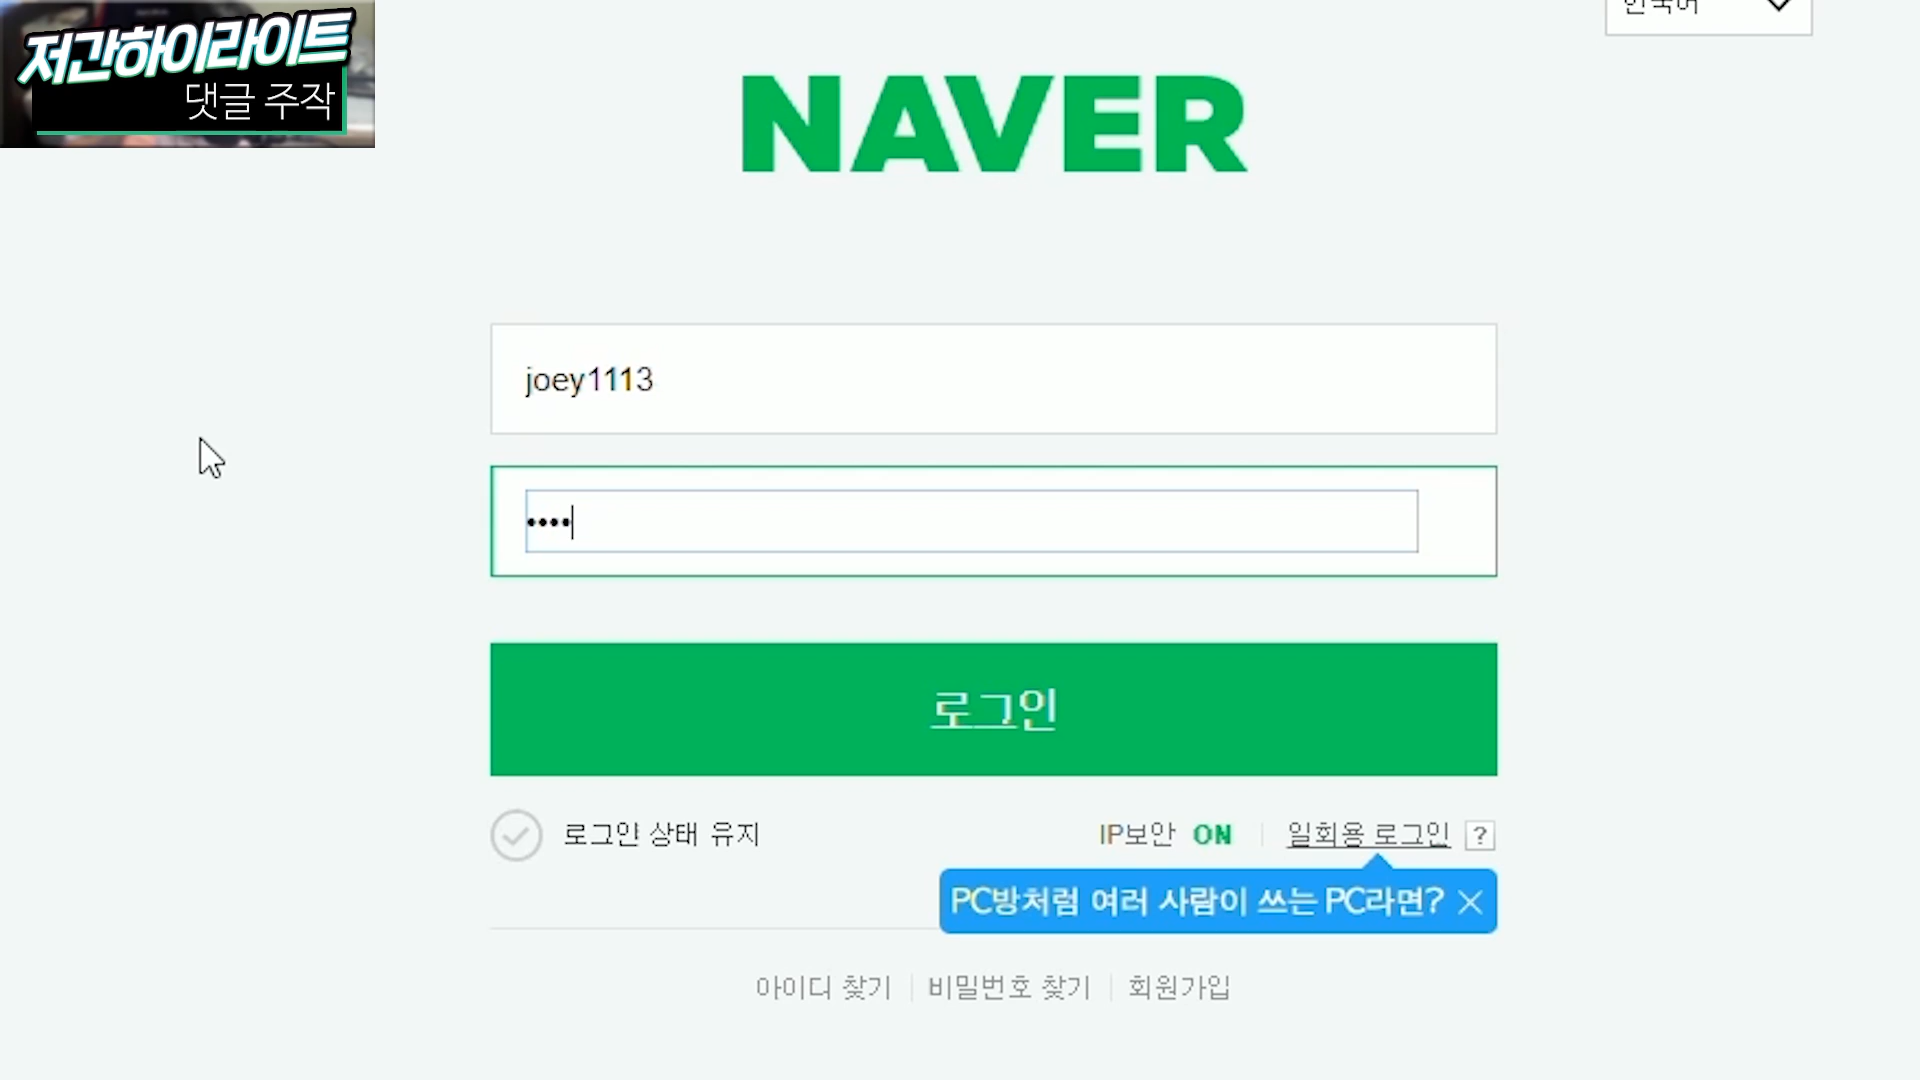 저간하이라이트
댓글 주작
한국어
NAVER
joey1113
••••
로그인
로그인 상태 유지
IP보안 ON
일회용 로그인 ?
PC방처럼 여러 사람이 쓰는 PC라면?
아이디 찾기
비밀번호 찾기
회원가입